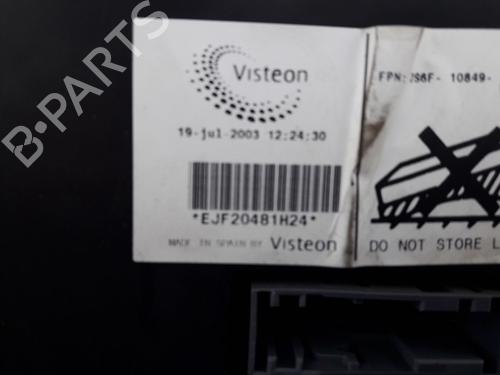 Visteon
19-jul-2003 12:24:30
*EJF20481H24*
MADE IN SPAIN BY Visteon
FPN: JS6F- 10849-
DO NOT STORE L
B-PARTS